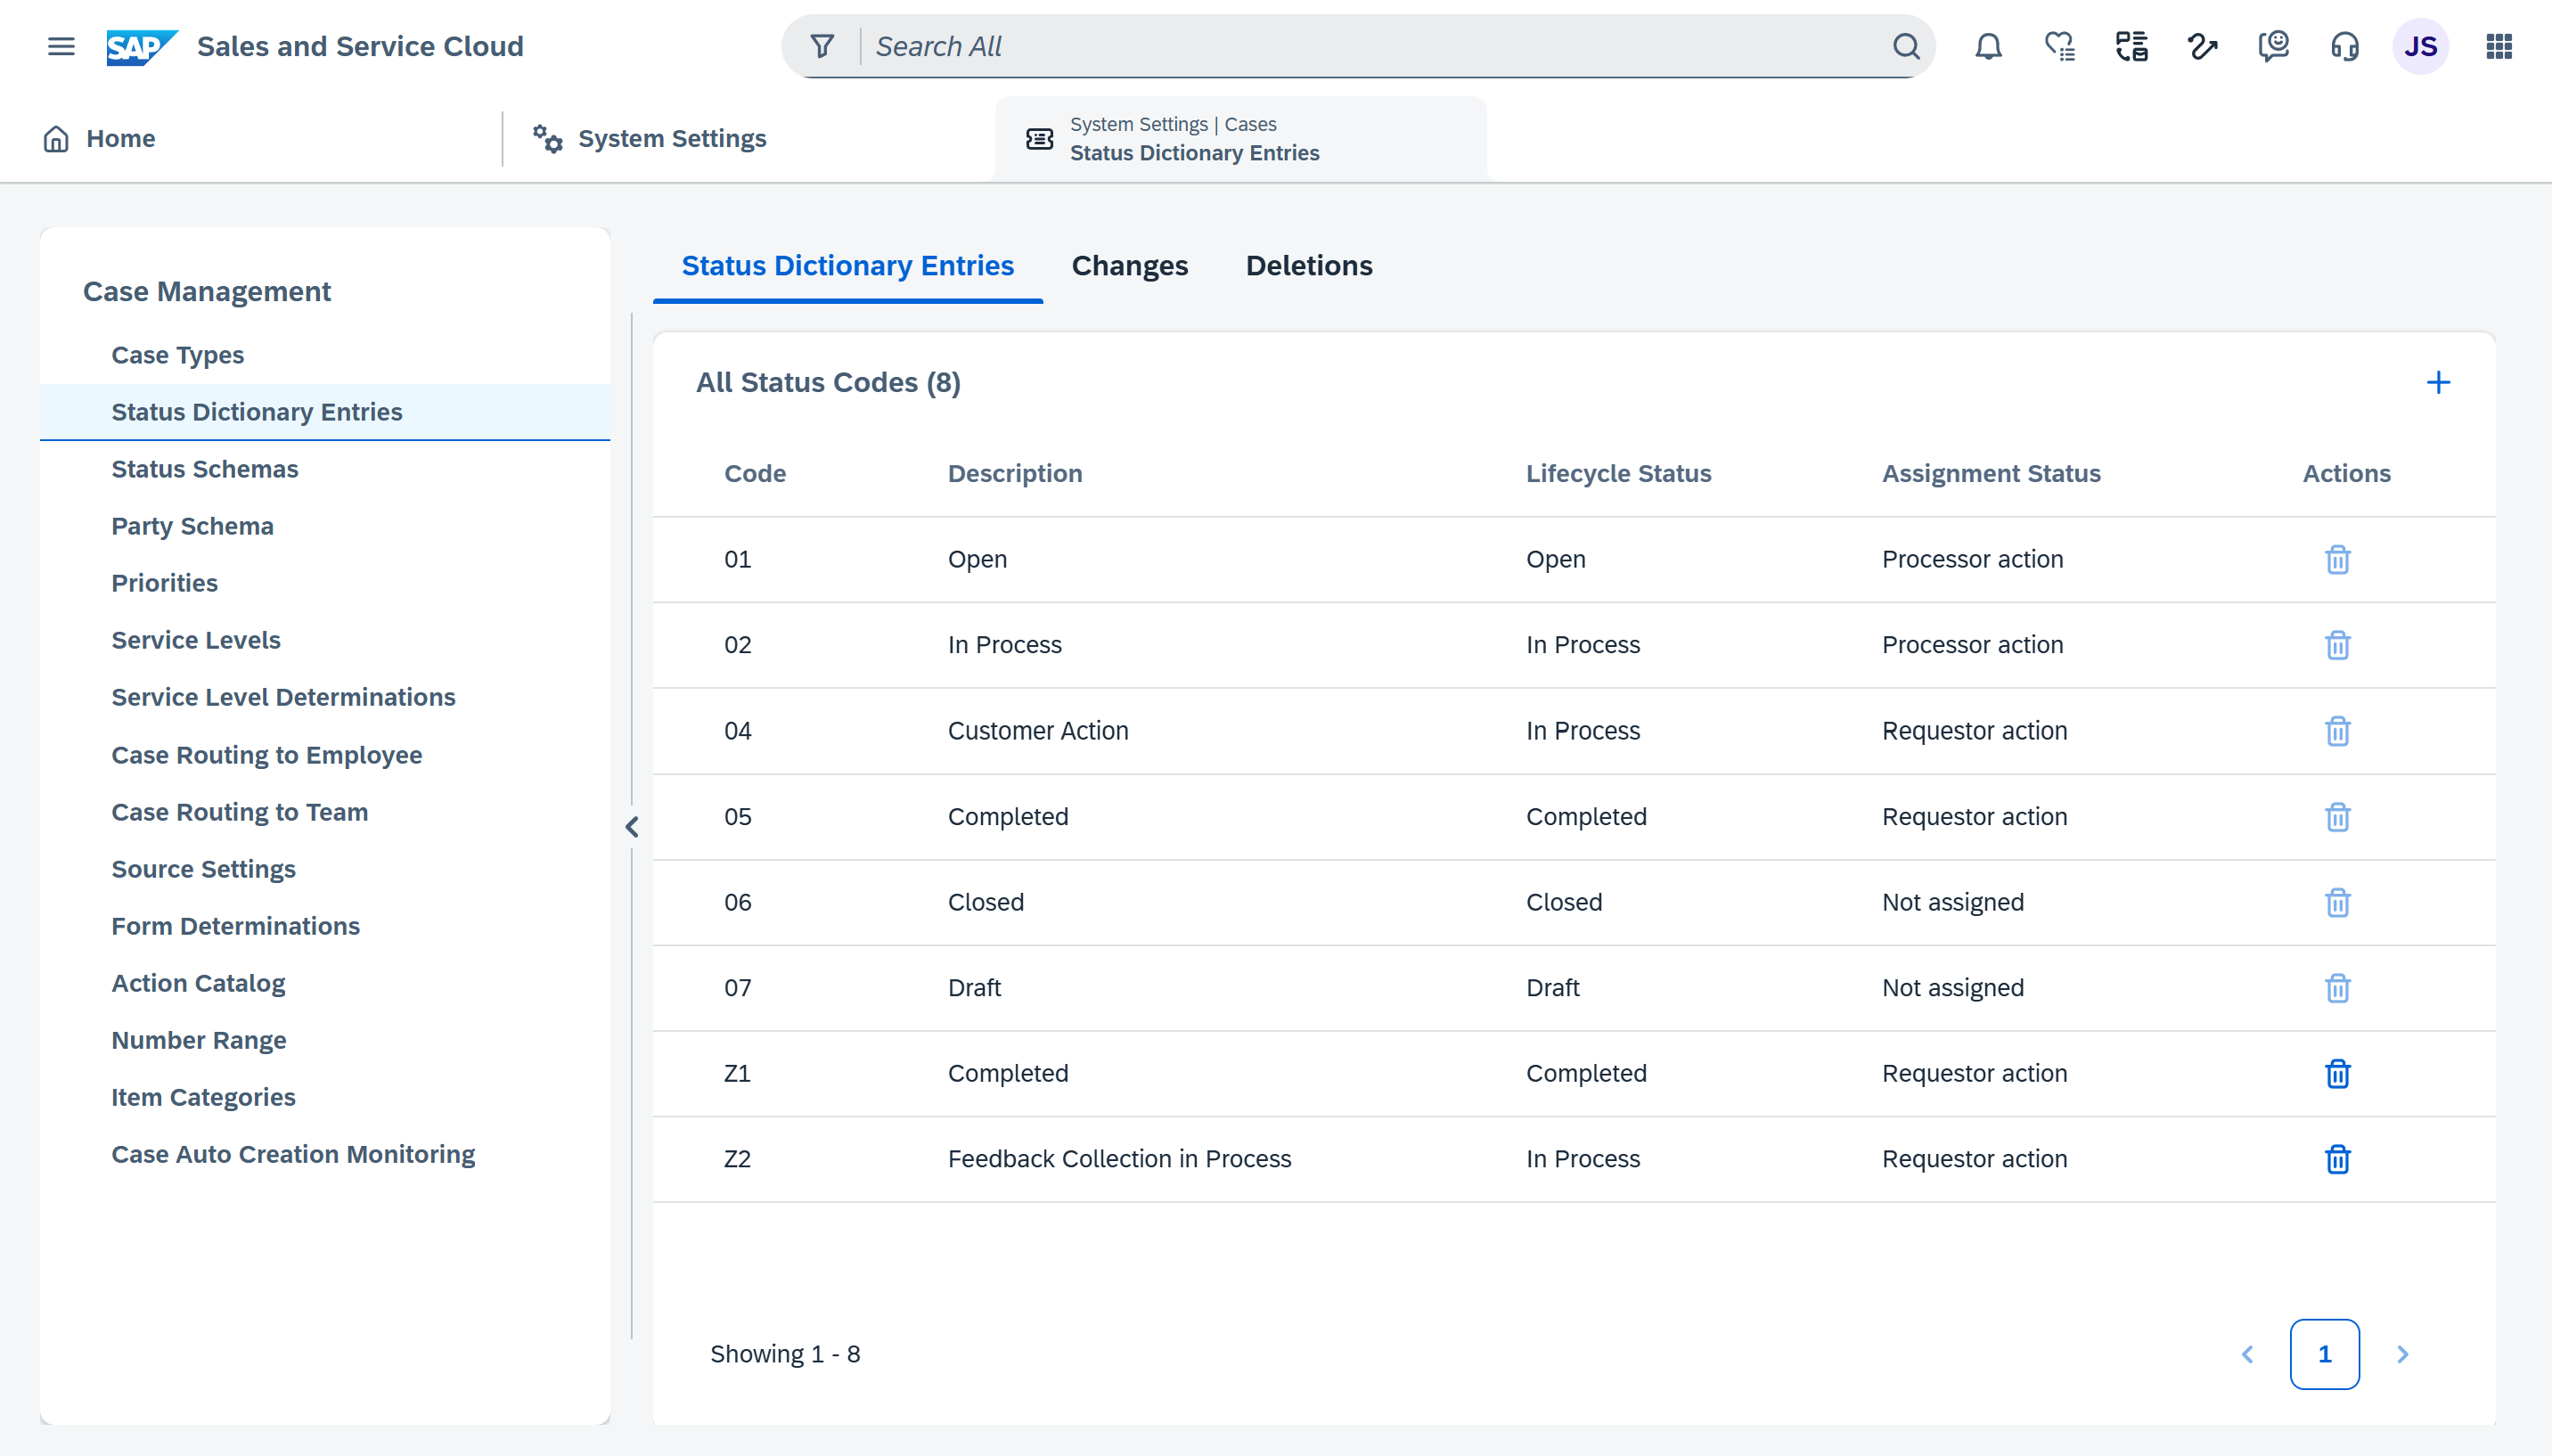 SAP Sales and Service Cloud
Search All
JS
Home
System Settings
System Settings | Cases
Status Dictionary Entries
Case Management
Case Types
Status Dictionary Entries
Status Schemas
Party Schema
Priorities
Service Levels
Service Level Determinations
Case Routing to Employee
Case Routing to Team
Source Settings
Form Determinations
Action Catalog
Number Range
Item Categories
Case Auto Creation Monitoring
Status Dictionary Entries Changes Deletions
All Status Codes (8)
Code Description Lifecycle Status Assignment Status Actions
01 Open Open Processor action
02 In Process In Process Processor action
04 Customer Action In Process Requestor action
05 Completed Completed Requestor action
06 Closed Closed Not assigned
07 Draft Draft Not assigned
Z1 Completed Completed Requestor action
Z2 Feedback Collection in Process In Process Requestor action
Showing 1 - 8
1